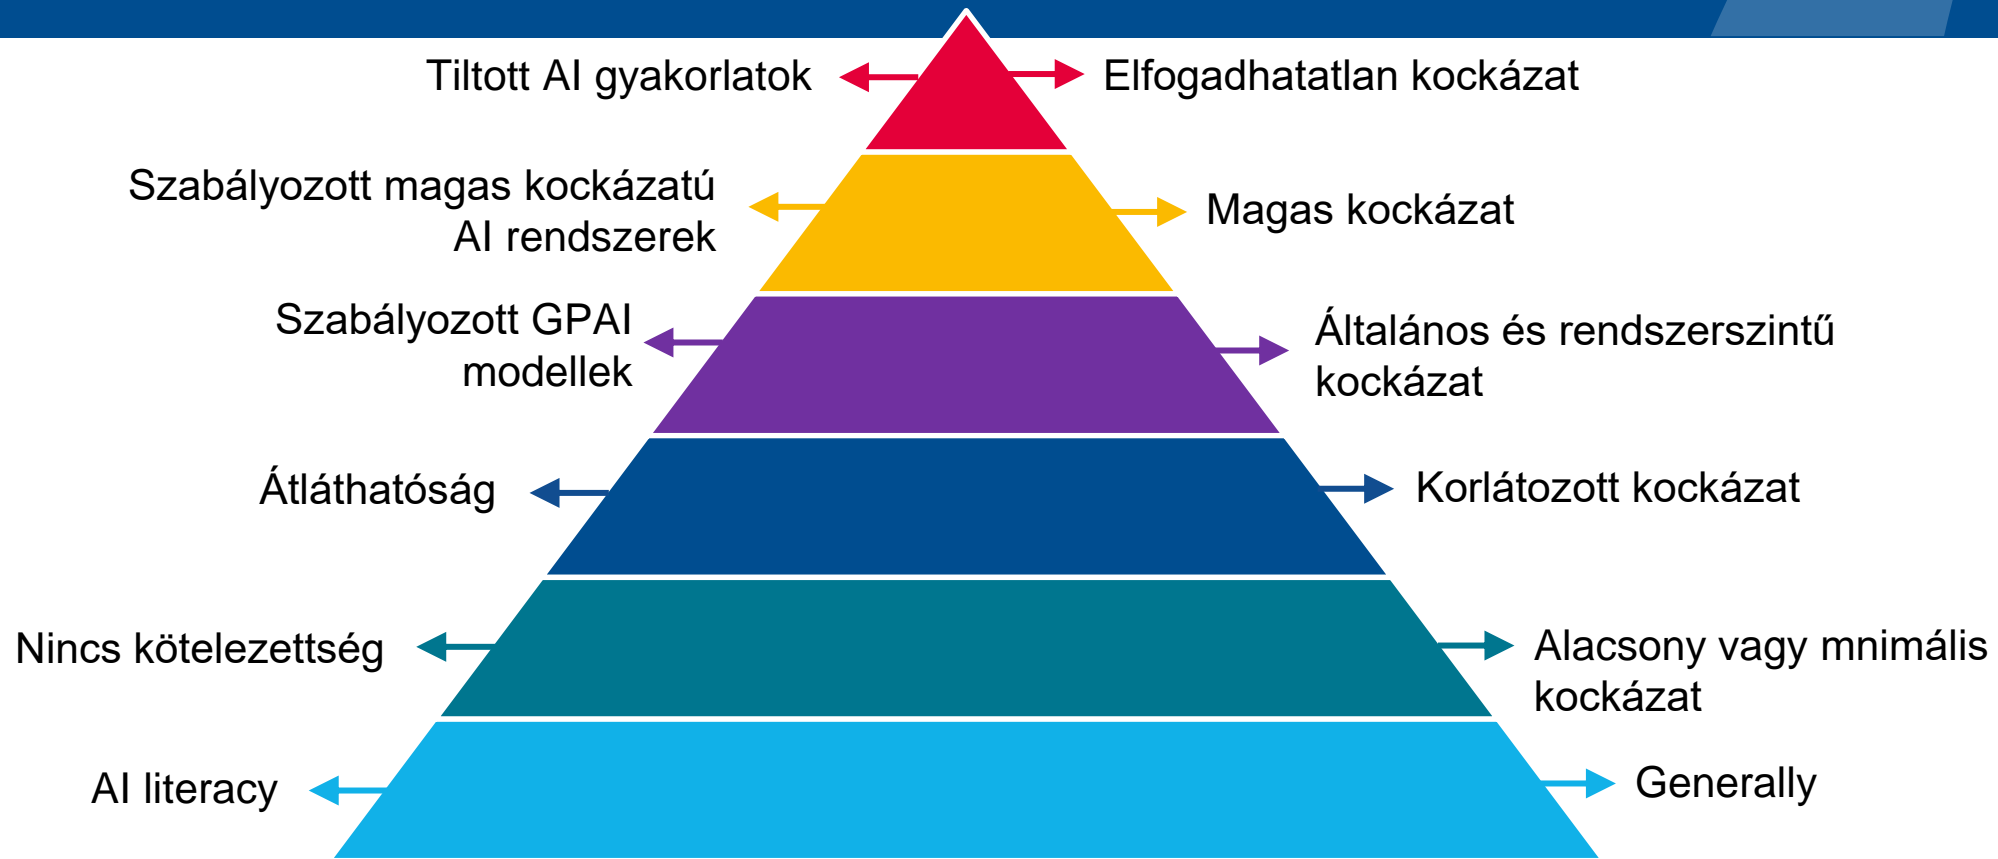 Tiltott AI gyakorlatok
Elfogadhatatlan kockázat
Szabályozott magas kockázatú
AI rendszerek
Magas kockázat
Szabályozott GPAI
modellek
Általános és rendszerszintű
kockázat
Átláthatóság
Korlátozott kockázat
Nincs kötelezettség
Alacsony vagy mnimális
kockázat
AI literacy
Generally